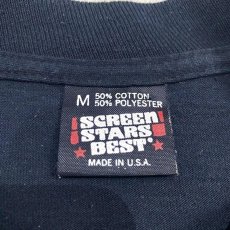 M 50% COTTON
50% POLYESTER
SCREEN
STARS
BEST®
MADE IN U.S.A.